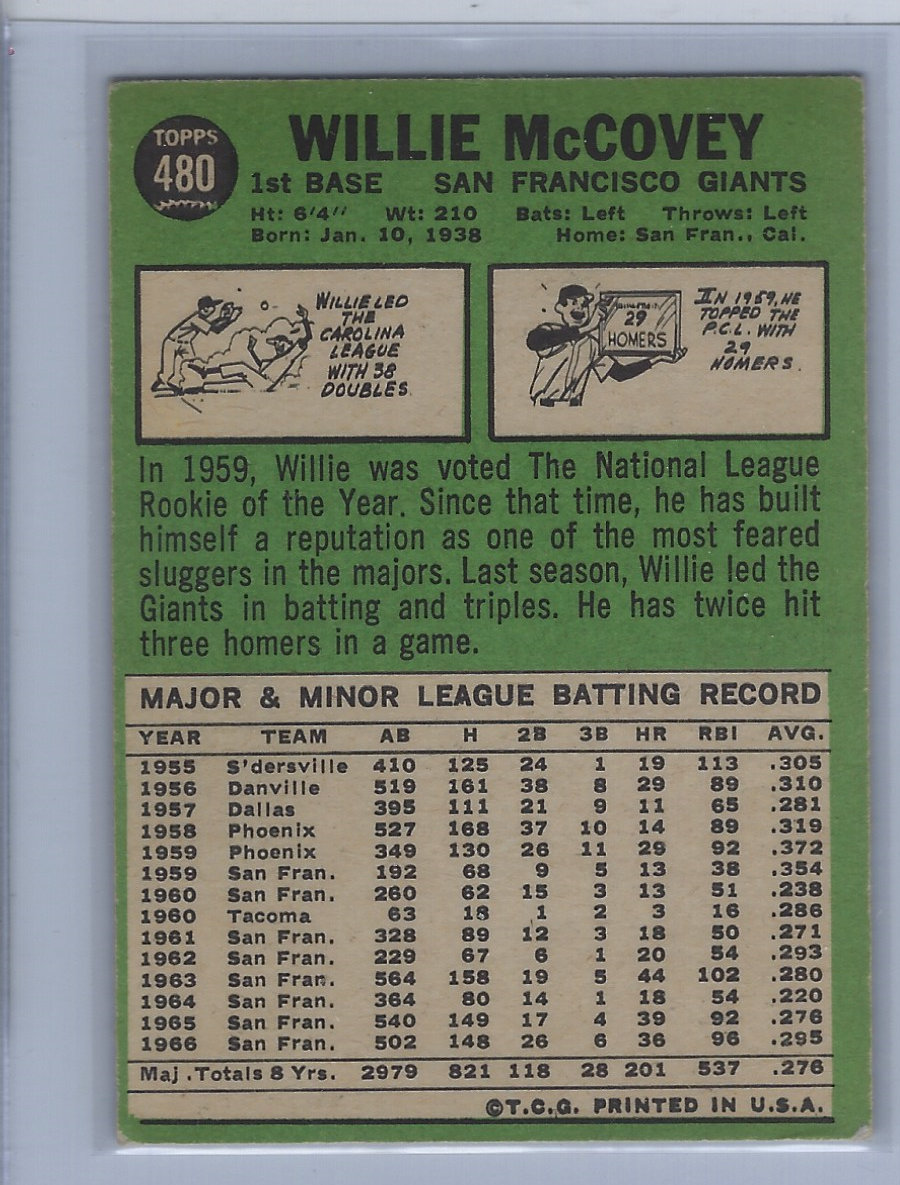 TOPPS
480
WILLIE McCOVEY
1st BASE SAN FRANCISCO GIANTS
Ht: 6'4" Wt: 210 Bats: Left Throws: Left
Born: Jan. 10, 1938 Home: San Fran., Cal.
WILLIE LED
THE
CAROLINA
LEAGUE
WITH 38
DOUBLES.
29
HOMERS
IN 1959, HE
TOPPED THE
P.C.L. WITH
29
HOMERS.
In 1959, Willie was voted The National League
Rookie of the Year. Since that time, he has built
himself a reputation as one of the most feared
sluggers in the majors. Last season, Willie led the
Giants in batting and triples. He has twice hit
three homers in a game.
MAJOR & MINOR LEAGUE BATTING RECORD
YEAR TEAM AB H 2B 3B HR RBI AVG.
1955 S'dersville 410 125 24 1 19 113 .305
1956 Danville 519 161 38 8 29 89 .310
1957 Dallas 395 111 21 9 11 65 .281
1958 Phoenix 527 168 37 10 14 89 .319
1959 Phoenix 349 130 26 11 29 92 .372
1959 San Fran. 192 68 9 5 13 38 .354
1960 San Fran. 260 62 15 3 13 51 .238
1960 Tacoma 63 18 1 2 3 16 .286
1961 San Fran. 328 89 12 3 18 50 .271
1962 San Fran. 229 67 6 1 20 54 .293
1963 San Fran. 564 158 19 5 44 102 .280
1964 San Fran. 364 80 14 1 18 54 .220
1965 San Fran. 540 149 17 4 39 92 .276
1966 San Fran. 502 148 26 6 36 96 .295
Maj. Totals 8 Yrs. 2979 821 118 28 201 537 .276
©T.C.G. PRINTED IN U.S.A.